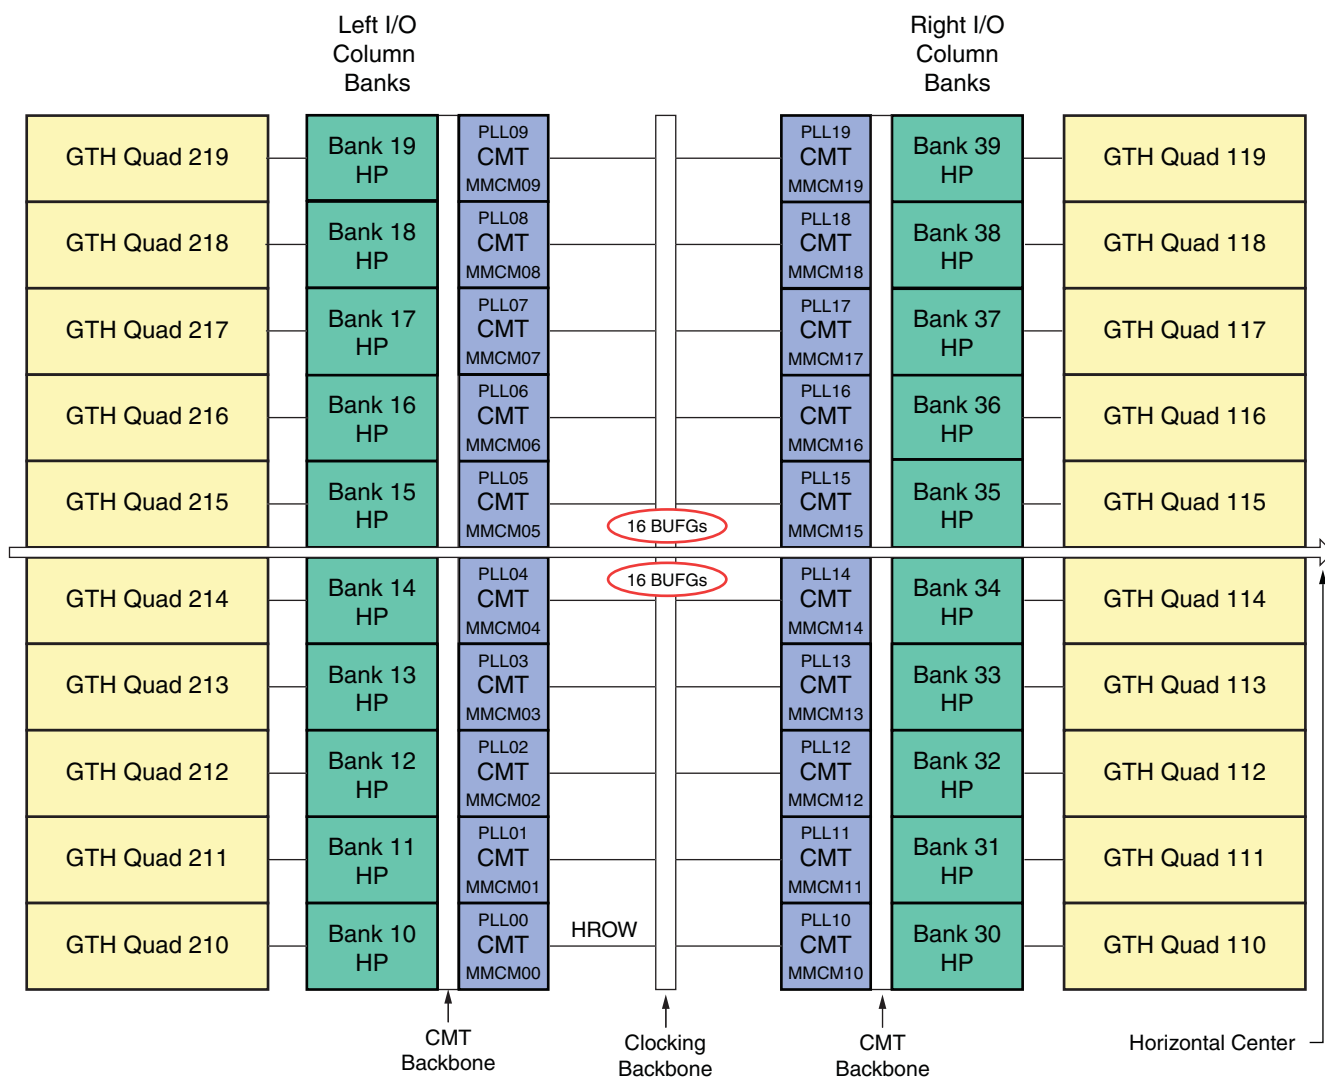 Left I/O
Column
Banks
Right I/O
Column
Banks
GTH Quad 219
Bank 19
HP
PLL09
CMT
MMCM09
PLL19
CMT
MMCM19
Bank 39
HP
GTH Quad 119
GTH Quad 218
Bank 18
HP
PLL08
CMT
MMCM08
PLL18
CMT
MMCM18
Bank 38
HP
GTH Quad 118
GTH Quad 217
Bank 17
HP
PLL07
CMT
MMCM07
PLL17
CMT
MMCM17
Bank 37
HP
GTH Quad 117
GTH Quad 216
Bank 16
HP
PLL06
CMT
MMCM06
PLL16
CMT
MMCM16
Bank 36
HP
GTH Quad 116
GTH Quad 215
Bank 15
HP
PLL05
CMT
MMCM05
16 BUFGs
PLL15
CMT
MMCM15
Bank 35
HP
GTH Quad 115
GTH Quad 214
Bank 14
HP
PLL04
CMT
MMCM04
16 BUFGs
PLL14
CMT
MMCM14
Bank 34
HP
GTH Quad 114
GTH Quad 213
Bank 13
HP
PLL03
CMT
MMCM03
PLL13
CMT
MMCM13
Bank 33
HP
GTH Quad 113
GTH Quad 212
Bank 12
HP
PLL02
CMT
MMCM02
PLL12
CMT
MMCM12
Bank 32
HP
GTH Quad 112
GTH Quad 211
Bank 11
HP
PLL01
CMT
MMCM01
PLL11
CMT
MMCM11
Bank 31
HP
GTH Quad 111
GTH Quad 210
Bank 10
HP
PLL00
CMT
MMCM00
HROW
PLL10
CMT
MMCM10
Bank 30
HP
GTH Quad 110
CMT
Backbone
Clocking
Backbone
CMT
Backbone
Horizontal Center